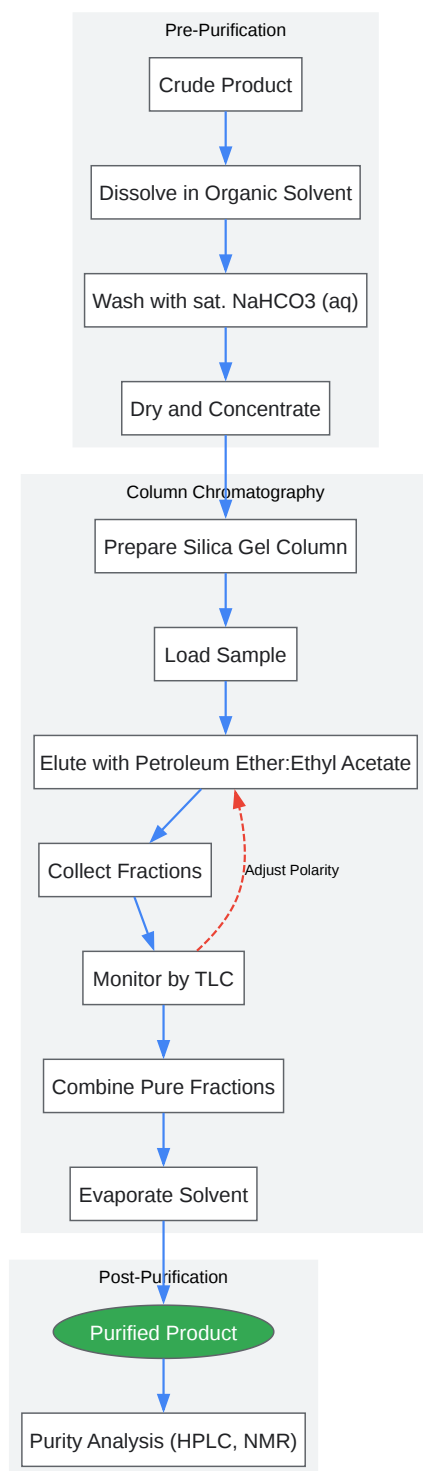 Pre-Purification
Crude Product
Dissolve in Organic Solvent
Wash with sat. NaHCO3 (aq)
Dry and Concentrate
Column Chromatography
Prepare Silica Gel Column
Load Sample
Elute with Petroleum Ether:Ethyl Acetate
Collect Fractions
Adjust Polarity
Monitor by TLC
Combine Pure Fractions
Evaporate Solvent
Post-Purification
Purified Product
Purity Analysis (HPLC, NMR)